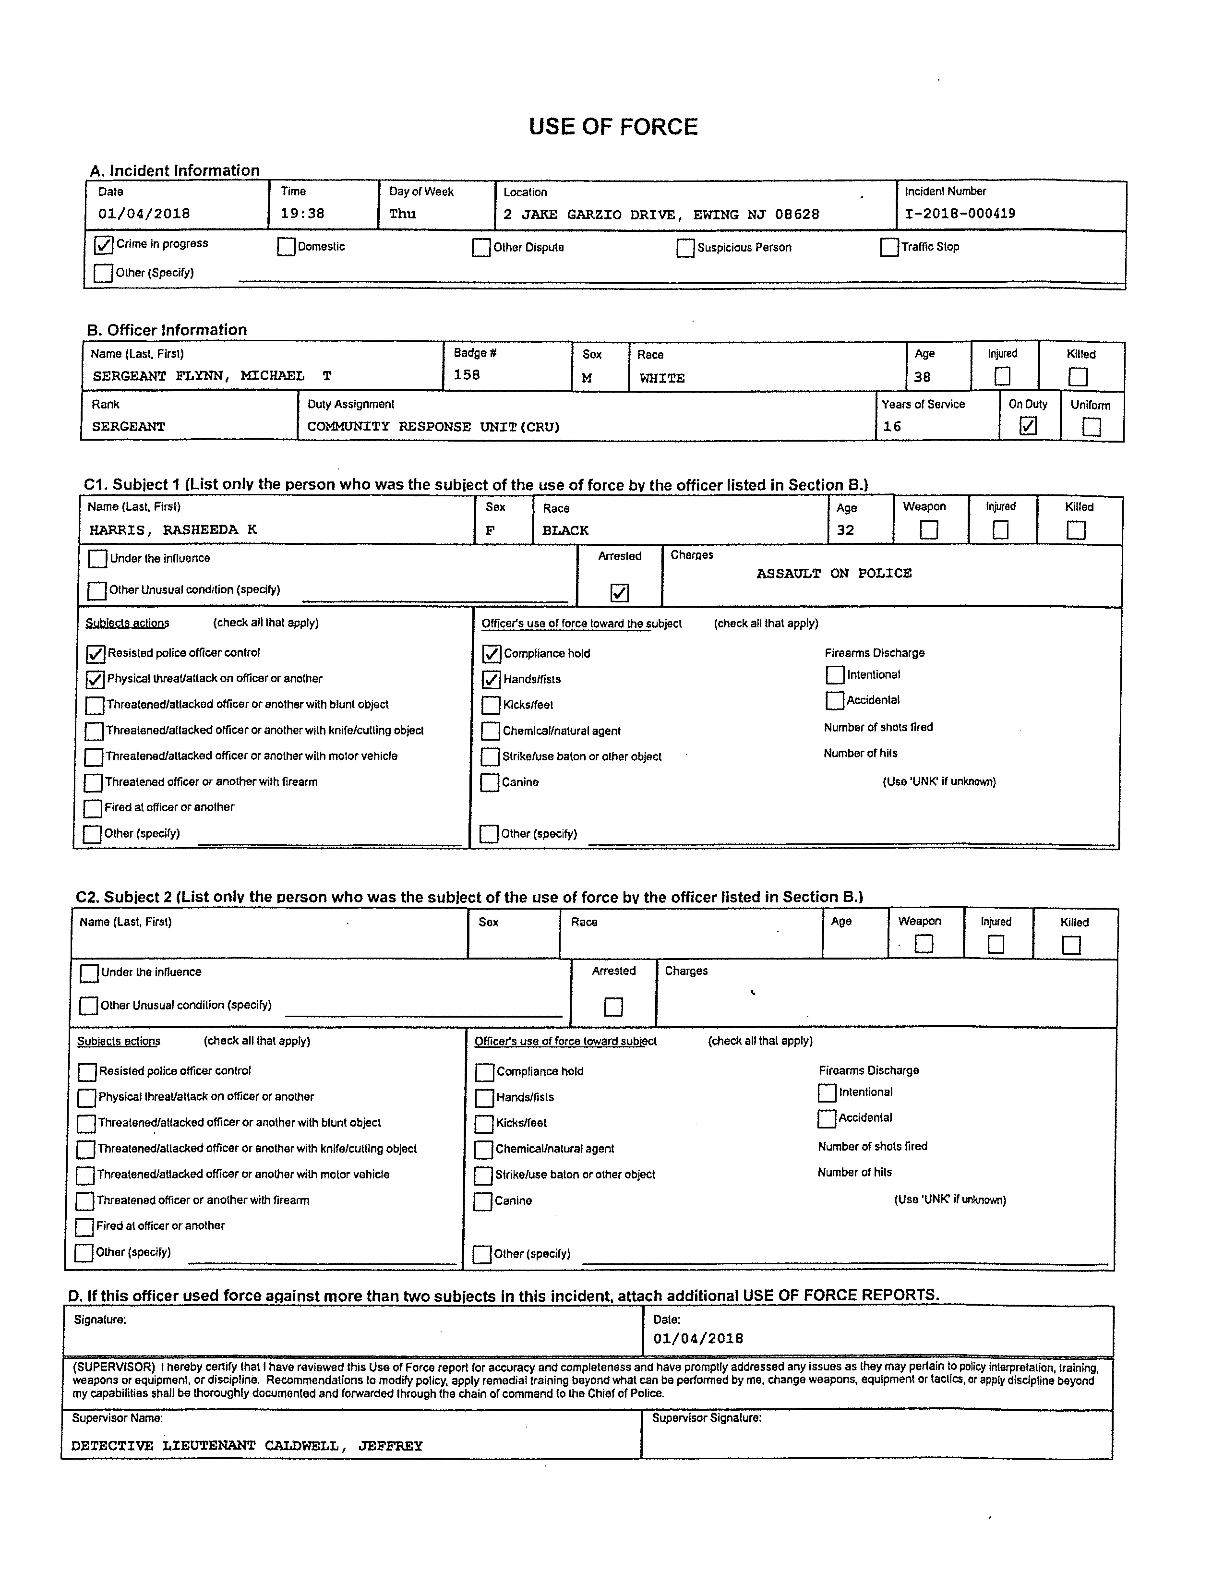 USE OF FORCE
A. Incident Information
Date Time Day of Week Location Incident Number
01/04/2018 19:38 Thu 2 JAKE GARZIO DRIVE, EWING NJ 08628 I-2018-000419
Crime in progress Domestic Other Dispute Suspicious Person Traffic Stop
Other (Specify)
B. Officer Information
Name (Last, First) Badge # Sex Race Age Injured Killed
SERGEANT FLYNN, MICHAEL T 158 M WHITE 38
Rank Duty Assignment Years of Service On Duty Uniform
SERGEANT COMMUNITY RESPONSE UNIT(CRU) 16
C1. Subject 1 (List only the person who was the subject of the use of force by the officer listed in Section B.)
Name (Last, First) Sex Race Age Weapon Injured Killed
HARRIS, RASHEEDA K F BLACK 32
Under the influence Arrested Charges
ASSAULT ON POLICE
Other Unusual condition (specify)
Subjects actions (check all that apply) Officer's use of force toward the subject (check all that apply)
Resisted police officer control Compliance hold Firearms Discharge
Physical threat/attack on officer or another Hands/fists Intentional
Threatened/attacked officer or another with blunt object Kicks/feet Accidental
Threatened/attacked officer or another with knife/cutting object Chemical/natural agent Number of shots fired
Threatened/attacked officer or another with motor vehicle Strike/use baton or other object Number of hits
Threatened officer or another with firearm Canine (Use 'UNK' if unknown)
Fired at officer or another
Other (specify) Other (specify)
C2. Subject 2 (List only the person who was the subject of the use of force by the officer listed in Section B.)
Name (Last, First) Sex Race Age Weapon Injured Killed
Under the influence Arrested Charges
Other Unusual condition (specify)
Subjects actions (check all that apply) Officer's use of force toward subject (check all that apply)
Resisted police officer control Compliance hold Firearms Discharge
Physical threat/attack on officer or another Hands/fists Intentional
Threatened/attacked officer or another with blunt object Kicks/feet Accidental
Threatened/attacked officer or another with knife/cutting object Chemical/natural agent Number of shots fired
Threatened/attacked officer or another with motor vehicle Strike/use baton or other object Number of hits
Threatened officer or another with firearm Canine (Use 'UNK' if unknown)
Fired at officer or another
Other (specify) Other (specify)
D. If this officer used force against more than two subjects in this incident, attach additional USE OF FORCE REPORTS.
Signature: Date:
01/04/2018
(SUPERVISOR) I hereby certify that I have reviewed this Use of Force report for accuracy and completeness and have promptly addressed any issues as they may pertain to policy interpretation, training,
weapons or equipment, or discipline. Recommendations to modify policy, apply remedial training beyond what can be performed by me, change weapons, equipment or tactics, or apply discipline beyond
my capabilities shall be thoroughly documented and forwarded through the chain of command to the Chief of Police.
Supervisor Name: Supervisor Signature:
DETECTIVE LIEUTENANT CALDWELL, JEFFREY